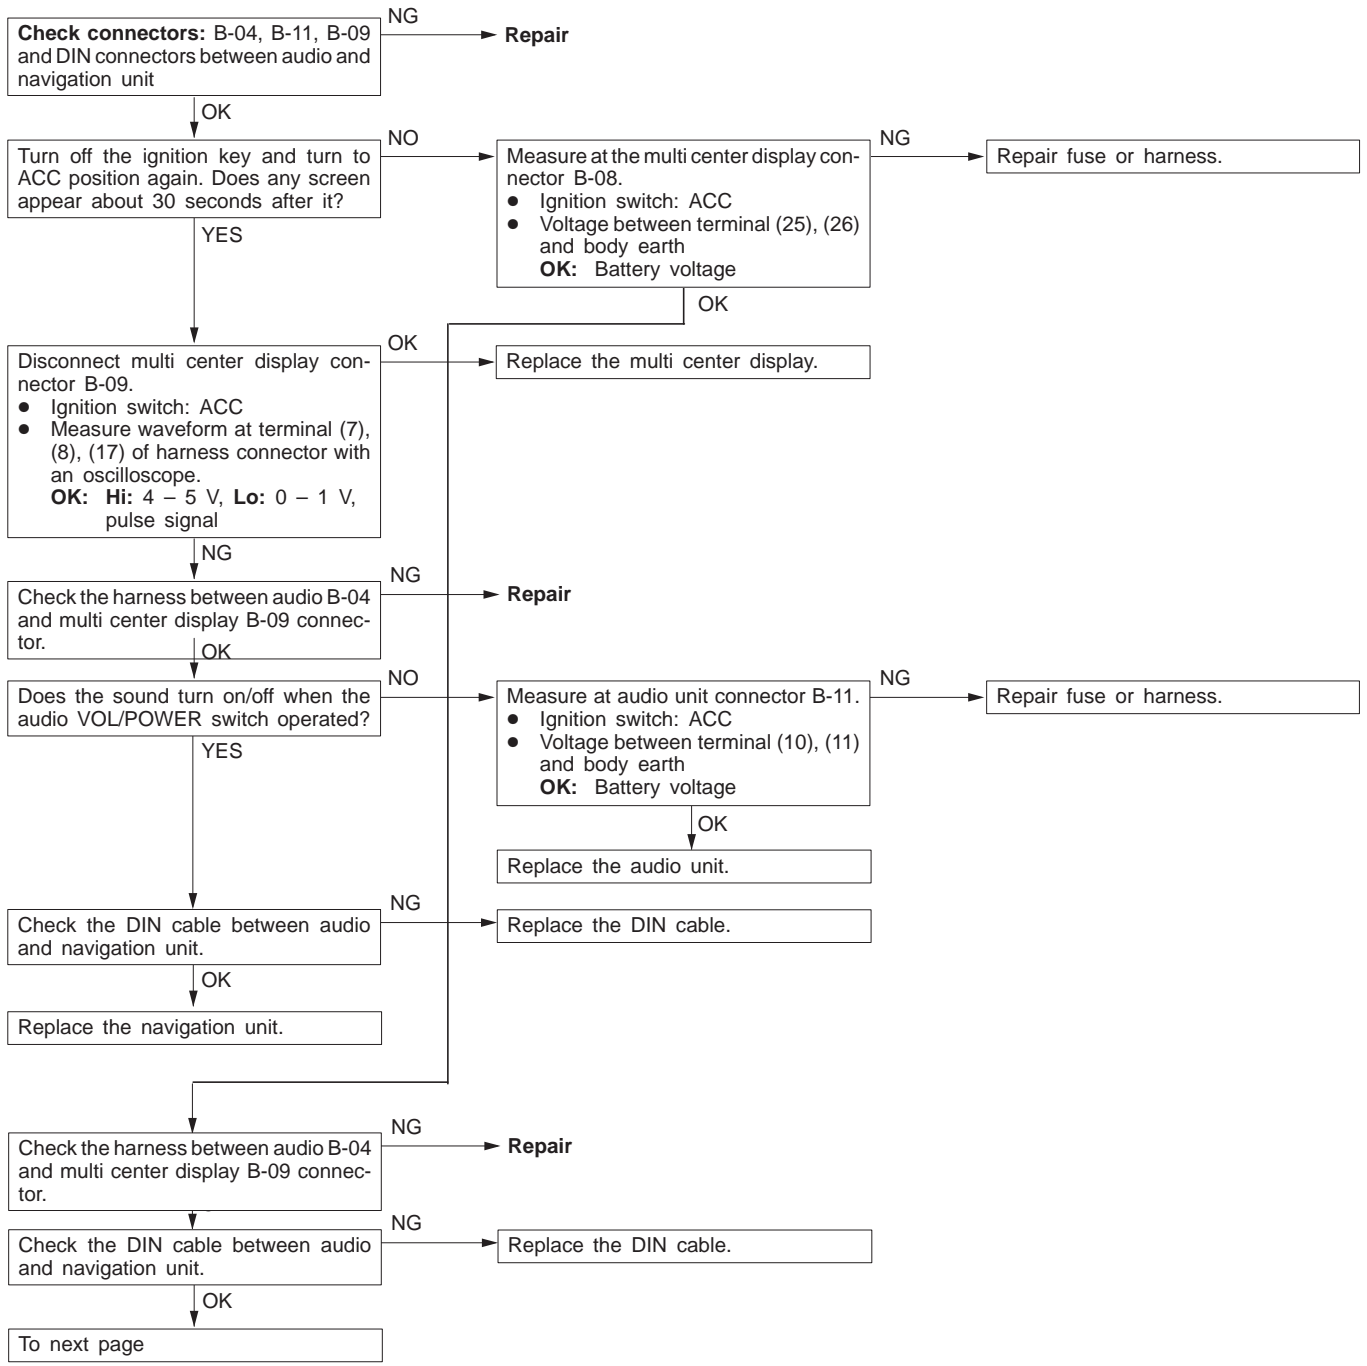 NG
Check connectors: B-04, B-11, B-09
and DIN connectors between audio and
navigation unit
Repair
OK
NO
NG
Turn off the ignition key and turn to
ACC position again. Does any screen
appear about 30 seconds after it?
Measure at the multi center display con-
nector B-08.
● Ignition switch: ACC
● Voltage between terminal (25), (26)
and body earth
OK: Battery voltage
Repair fuse or harness.
YES
OK
OK
Disconnect multi center display con-
nector B-09.
● Ignition switch: ACC
● Measure waveform at terminal (7),
(8), (17) of harness connector with
an oscilloscope.
OK: Hi: 4 – 5 V, Lo: 0 – 1 V,
pulse signal
Replace the multi center display.
NG
NG
Check the harness between audio B-04
and multi center display B-09 connec-
tor.
Repair
OK
NO
NG
Does the sound turn on/off when the
audio VOL/POWER switch operated?
Measure at audio unit connector B-11.
● Ignition switch: ACC
● Voltage between terminal (10), (11)
and body earth
OK: Battery voltage
Repair fuse or harness.
YES
OK
Replace the audio unit.
NG
Check the DIN cable between audio
and navigation unit.
Replace the DIN cable.
OK
Replace the navigation unit.
NG
Check the harness between audio B-04
and multi center display B-09 connec-
tor.
Repair
NG
Check the DIN cable between audio
and navigation unit.
Replace the DIN cable.
OK
To next page